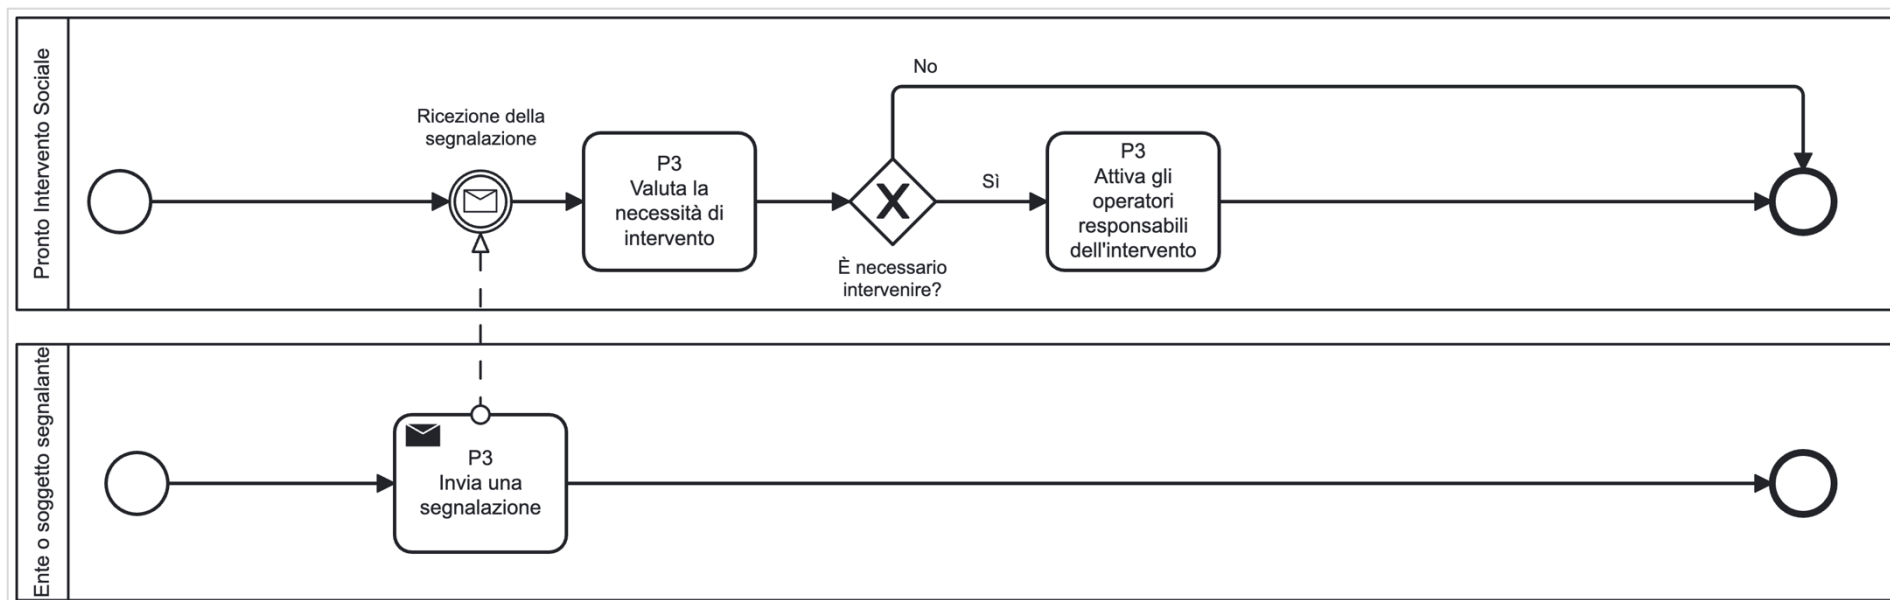 Pronto Intervento Sociale
No
Ricezione della
segnalazione
P3
Valuta la
necessità di
intervento
È necessario
intervenire?
Sì
P3
Attiva gli
operatori
responsabili
dell'intervento
Ente o soggetto segnalante
P3
Invia una
segnalazione